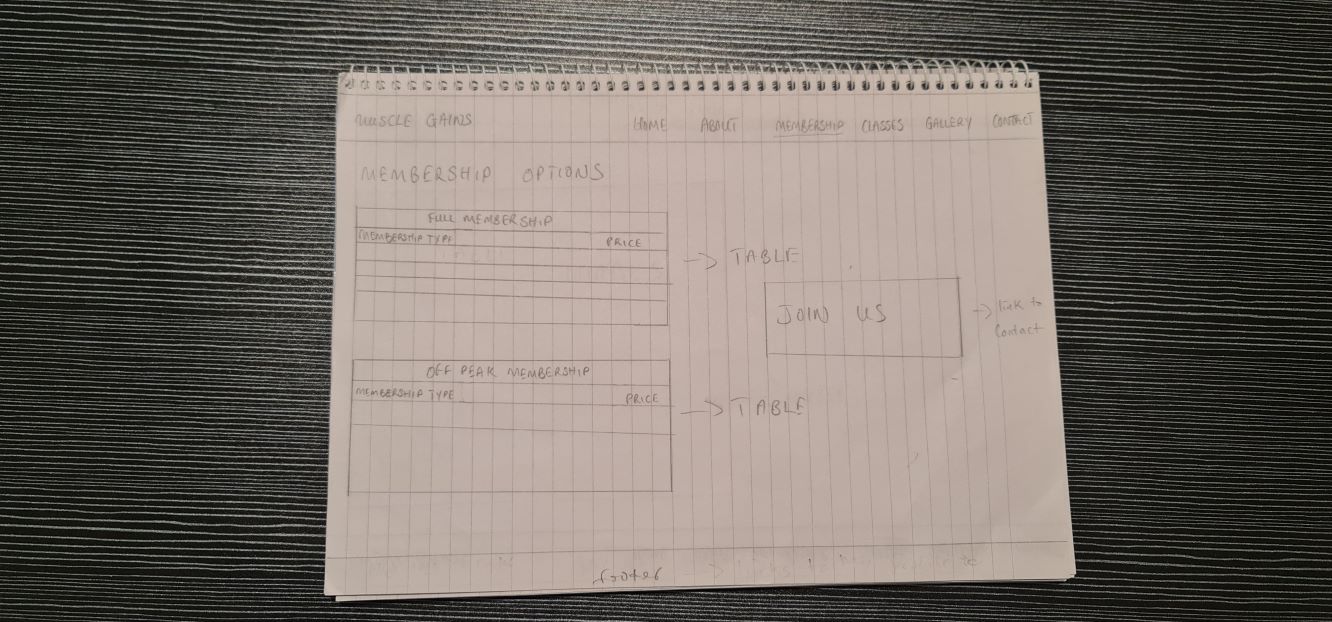 MUSCLE GAINS HOME ABOUT MEMBERSHIP CLASSES GALLERY CONTACT
MEMBERSHIP OPTIONS
FULL MEMBERSHIP
MEMBERSHIP TYPE PRICE
→ TABLE
JOIN US
→ link to
Contact
OFF PEAK MEMBERSHIP
MEMBERSHIP TYPE PRICE
→ TABLE
footer